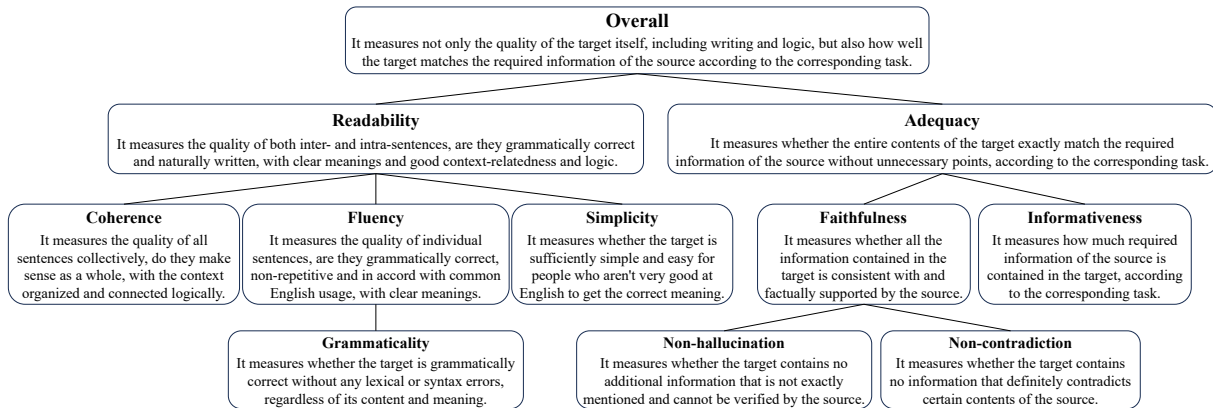 Overall
It measures not only the quality of the target itself, including writing and logic, but also how well
the target matches the required information of the source according to the corresponding task.
Readability
It measures the quality of both inter- and intra-sentences, are they grammatically correct
and naturally written, with clear meanings and good context-relatedness and logic.
Adequacy
It measures whether the entire contents of the target exactly match the required
information of the source without unnecessary points, according to the corresponding task.
Coherence
It measures the quality of all
sentences collectively, do they make
sense as a whole, with the context
organized and connected logically.
Fluency
It measures the quality of individual
sentences, are they grammatically correct,
non-repetitive and in accord with common
English usage, with clear meanings.
Simplicity
It measures whether the target is
sufficiently simple and easy for
people who aren't very good at
English to get the correct meaning.
Faithfulness
It measures whether all the
information contained in the
target is consistent with and
factually supported by the source.
Informativeness
It measures how much required
information of the source is
contained in the target, according
to the corresponding task.
Grammaticality
It measures whether the target is grammatically
correct without any lexical or syntax errors,
regardless of its content and meaning.
Non-hallucination
It measures whether the target contains no
additional information that is not exactly
mentioned and cannot be verified by the source.
Non-contradiction
It measures whether the target contains
no information that definitely contradicts
certain contents of the source.